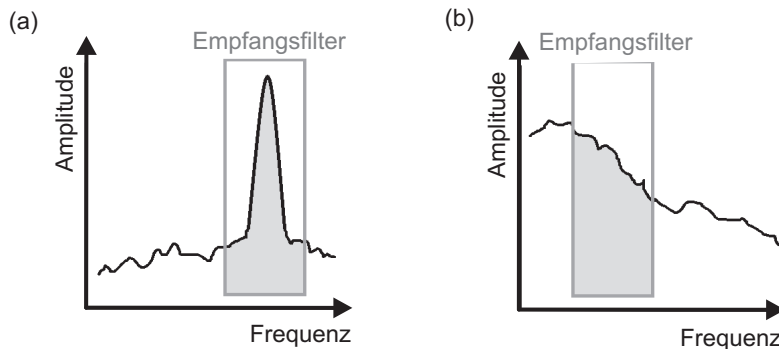 (a)
Empfangsfilter
Amplitude
Frequenz
(b)
Empfangsfilter
Amplitude
Frequenz